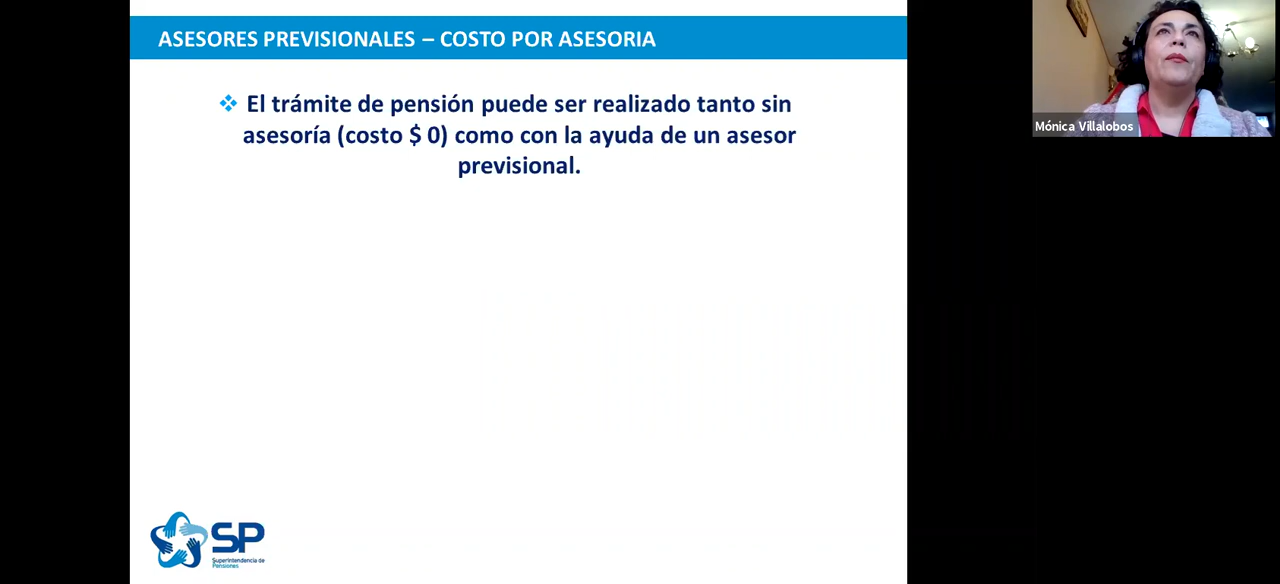 ASESORES PREVISIONALES – COSTO POR ASESORIA
El trámite de pensión puede ser realizado tanto sin
asesoría (costo $ 0) como con la ayuda de un asesor
previsional.
Mónica Villalobos
SP
Superintendencia de
Pensiones